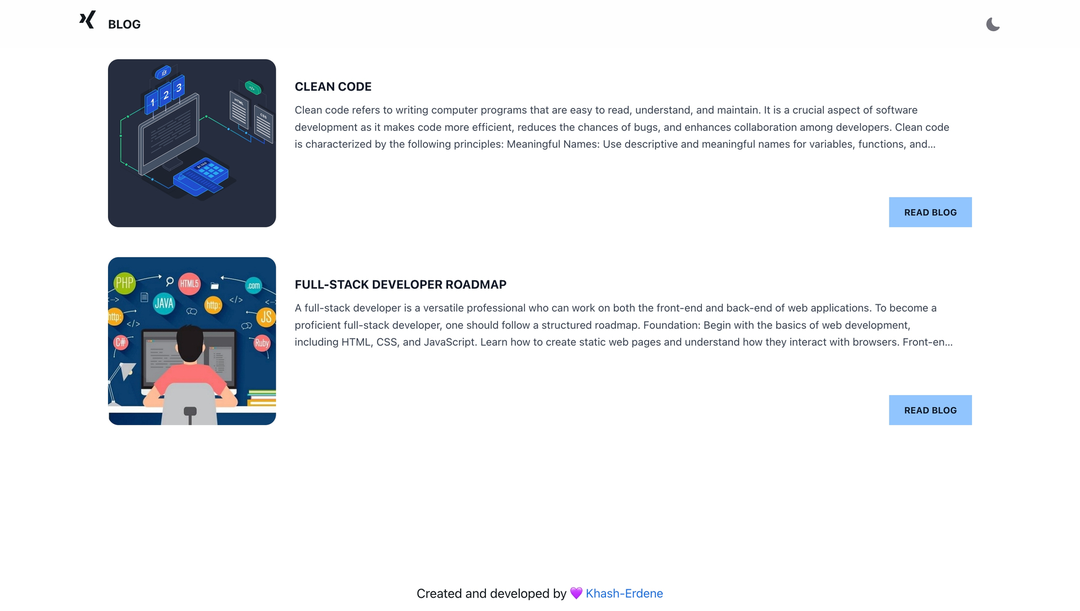 BLOG
1 2 3
HTML
CSS
CLEAN CODE
Clean code refers to writing computer programs that are easy to read, understand, and maintain. It is a crucial aspect of software
development as it makes code more efficient, reduces the chances of bugs, and enhances collaboration among developers. Clean code
is characterized by the following principles: Meaningful Names: Use descriptive and meaningful names for variables, functions, and...
READ BLOG
PHP
HTML5
.com
JAVA
http:
http:
JS
C#
Ruby
</>
</>
FULL-STACK DEVELOPER ROADMAP
A full-stack developer is a versatile professional who can work on both the front-end and back-end of web applications. To become a
proficient full-stack developer, one should follow a structured roadmap. Foundation: Begin with the basics of web development,
including HTML, CSS, and JavaScript. Learn how to create static web pages and understand how they interact with browsers. Front-en...
READ BLOG
Created and developed by 💜 Khash-Erdene